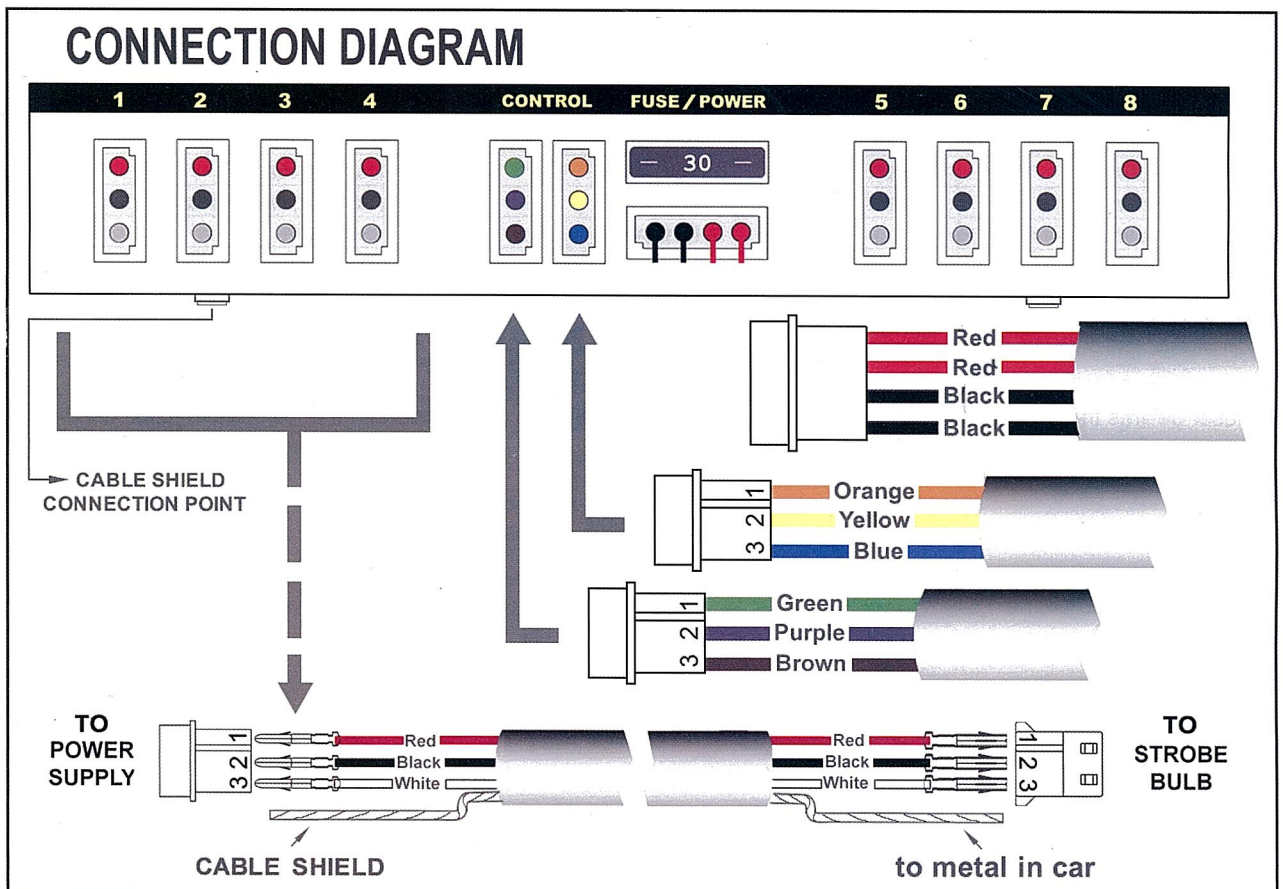 CONNECTION DIAGRAM
1 2 3 4 CONTROL FUSE / POWER 5 6 7 8
— 30 —
Red
Red
Black
Black
CABLE SHIELD
CONNECTION POINT
1 Orange
2 Yellow
3 Blue
1 Green
2 Purple
3 Brown
TO
POWER
SUPPLY
1 Red
2 Black
3 White
Red 1
Black 2
White 3
TO
STROBE
BULB
CABLE SHIELD
to metal in car